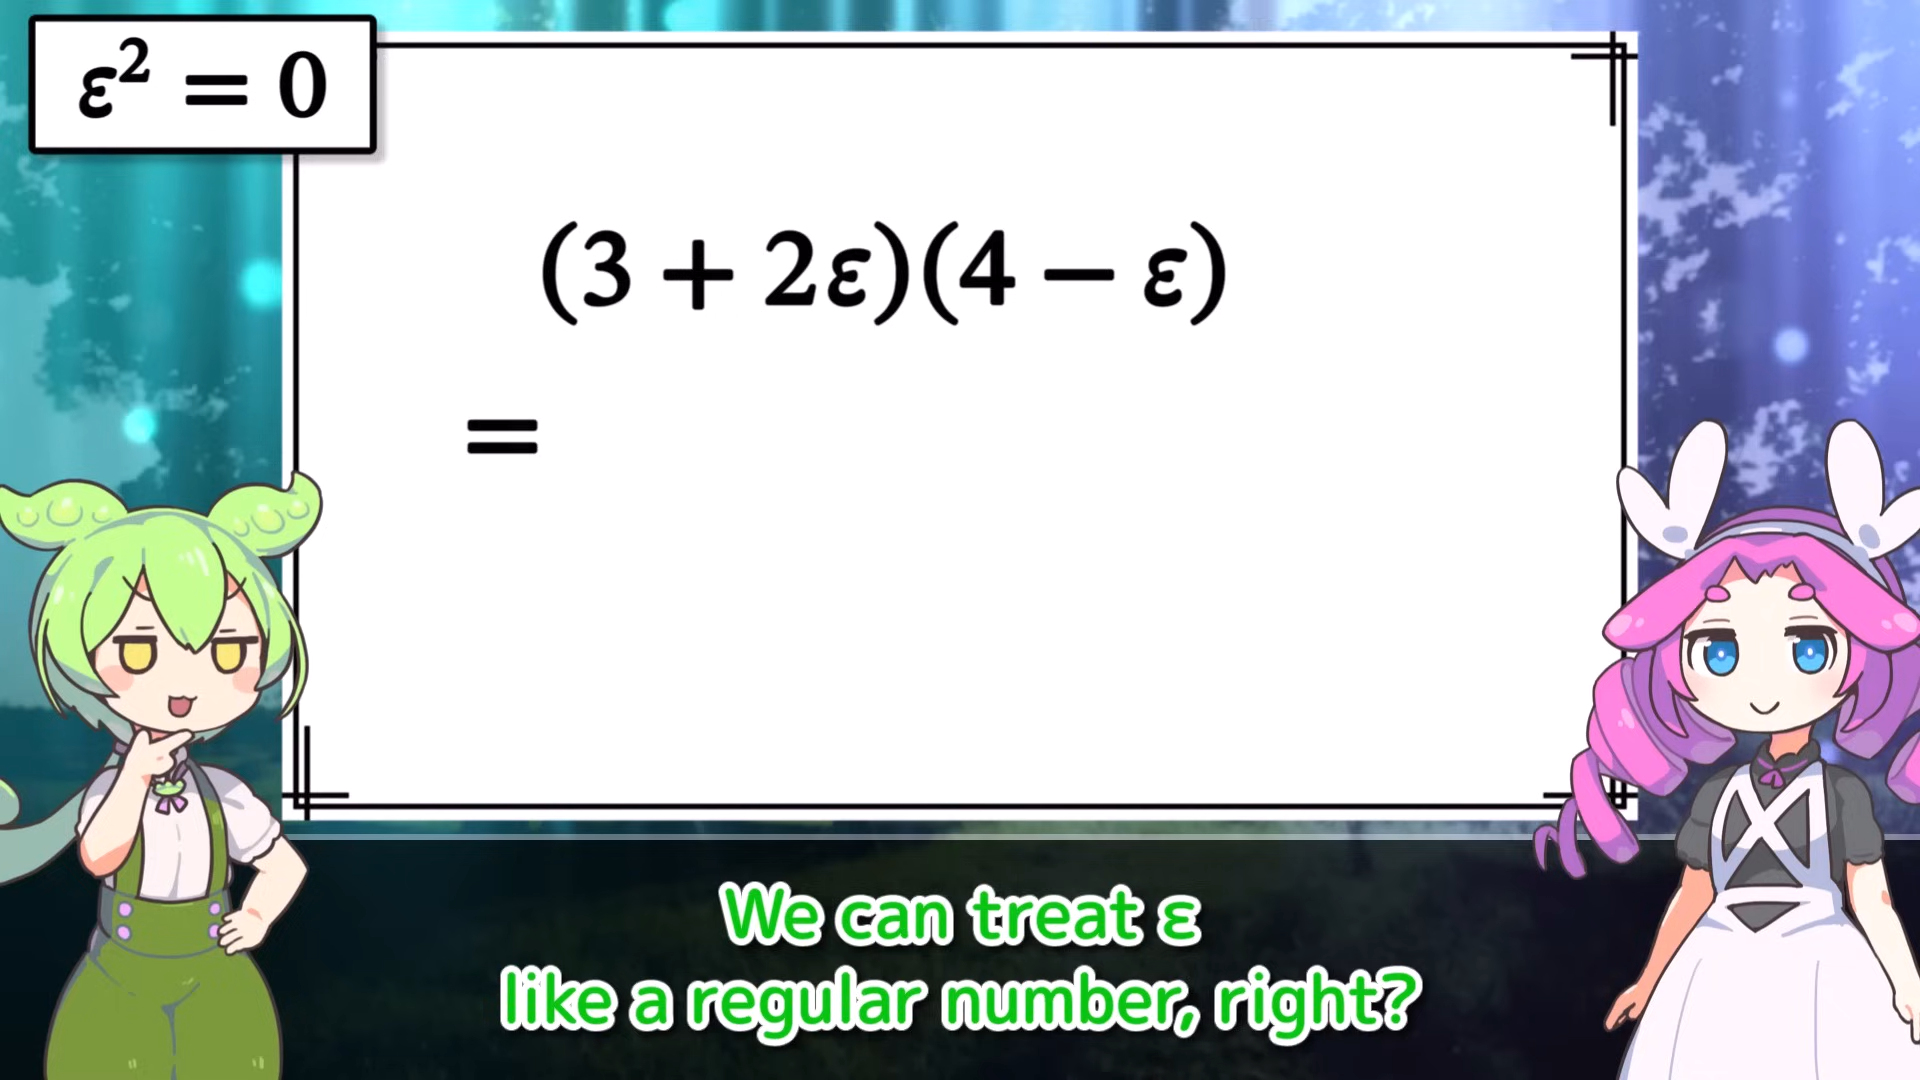 ε² = 0
(3 + 2ε)(4 − ε)
=
We can treat ε
like a regular number, right?